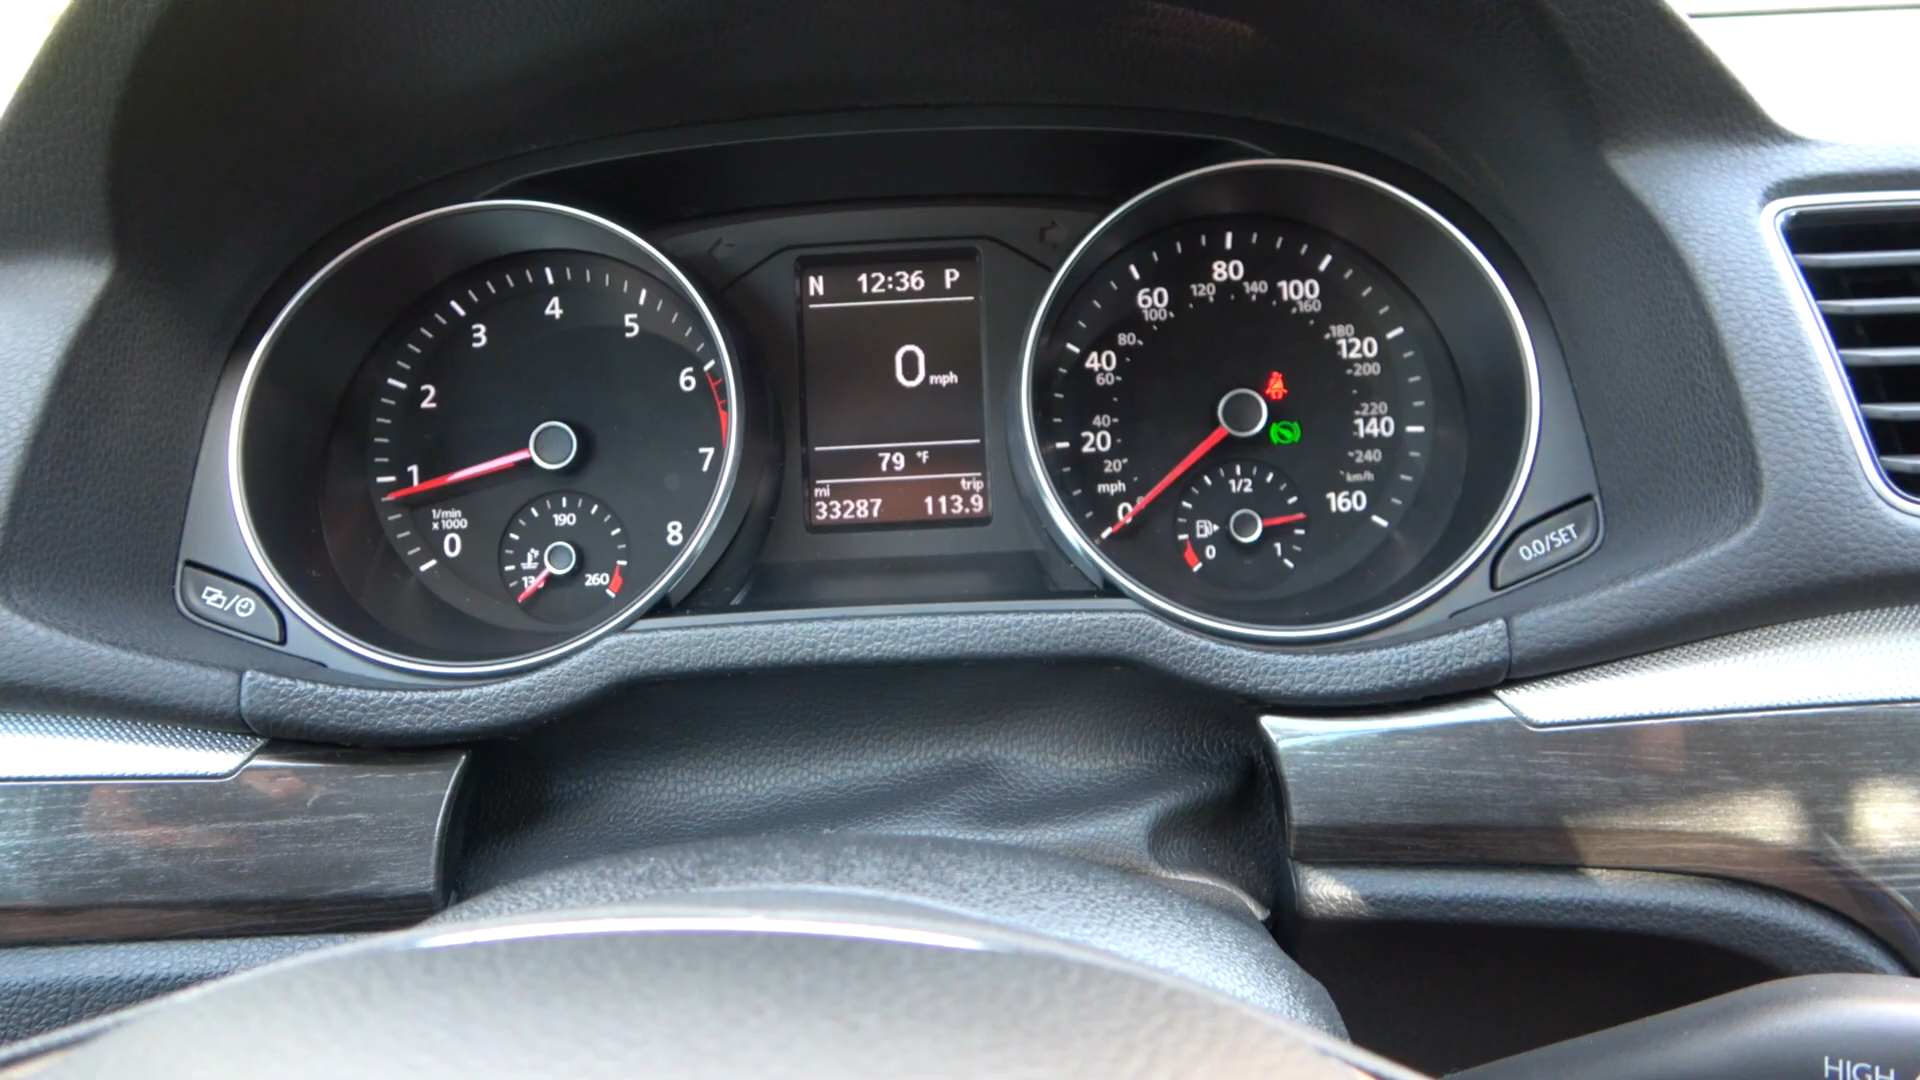 N 12:36 P
0 mph
79 °F
mi trip
33287 113.9
0 1 2 3 4 5 6 7 8
1/min
x1000
190
260
0 20 40 60 80 100 120 140 160
mph
20 40 60 80 100 120 140 160 180 200 220 240
km/h
0 1/2 1
0.0/SET
HIGH